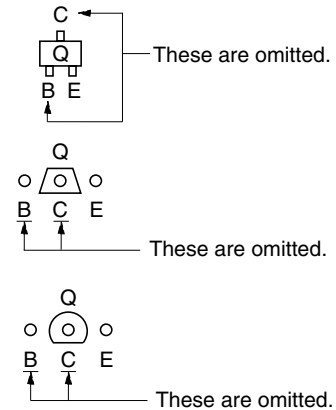 C
Q These are omitted.
B E
Q
B C E
These are omitted.
Q
B C E
These are omitted.